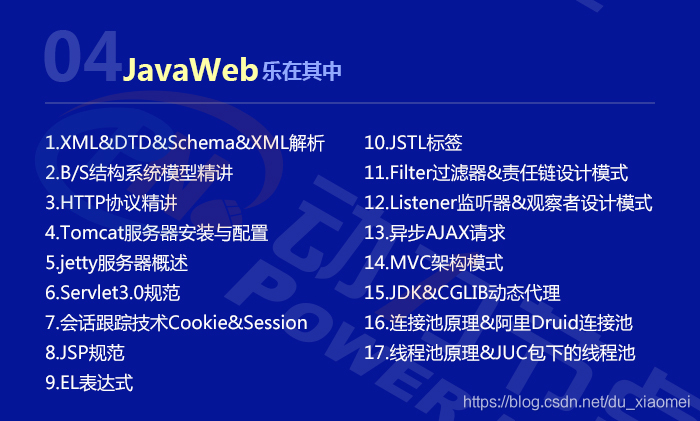 04 JavaWeb 乐在其中
1.XML&DTD&Schema&XML解析
2.B/S结构系统模型精讲
3.HTTP协议精讲
4.Tomcat服务器安装与配置
5.jetty服务器概述
6.Servlet3.0规范
7.会话跟踪技术Cookie&Session
8.JSP规范
9.EL表达式
10.JSTL标签
11.Filter过滤器&责任链设计模式
12.Listener监听器&观察者设计模式
13.异步AJAX请求
14.MVC架构模式
15.JDK&CGLIB动态代理
16.连接池原理&阿里Druid连接池
17.线程池原理&JUC包下的线程池
动力节点
POWER
https://blog.csdn.net/du_xiaomei